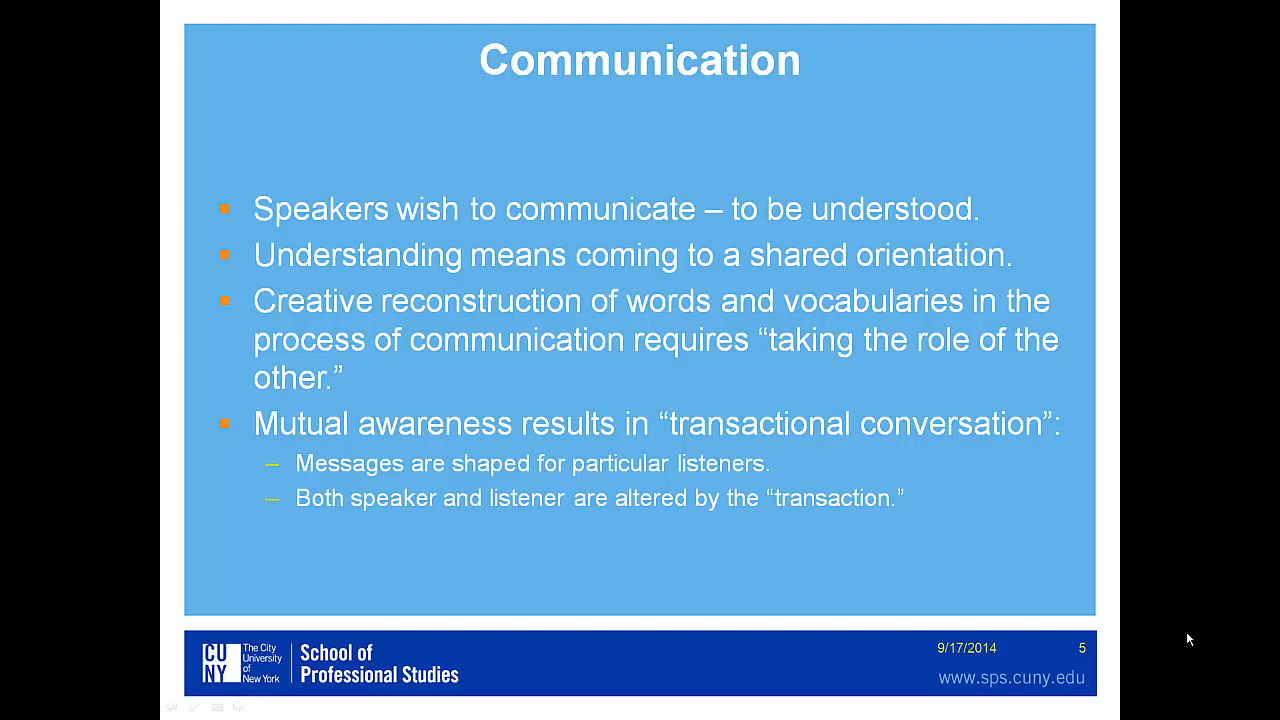 Communication
Speakers wish to communicate – to be understood.
Understanding means coming to a shared orientation.
Creative reconstruction of words and vocabularies in the
process of communication requires “taking the role of the
other.”
Mutual awareness results in “transactional conversation”:
– Messages are shaped for particular listeners.
– Both speaker and listener are altered by the “transaction.”
CU
NY
The City
University
of
New York
School of
Professional Studies
9/17/2014
5
www.sps.cuny.edu